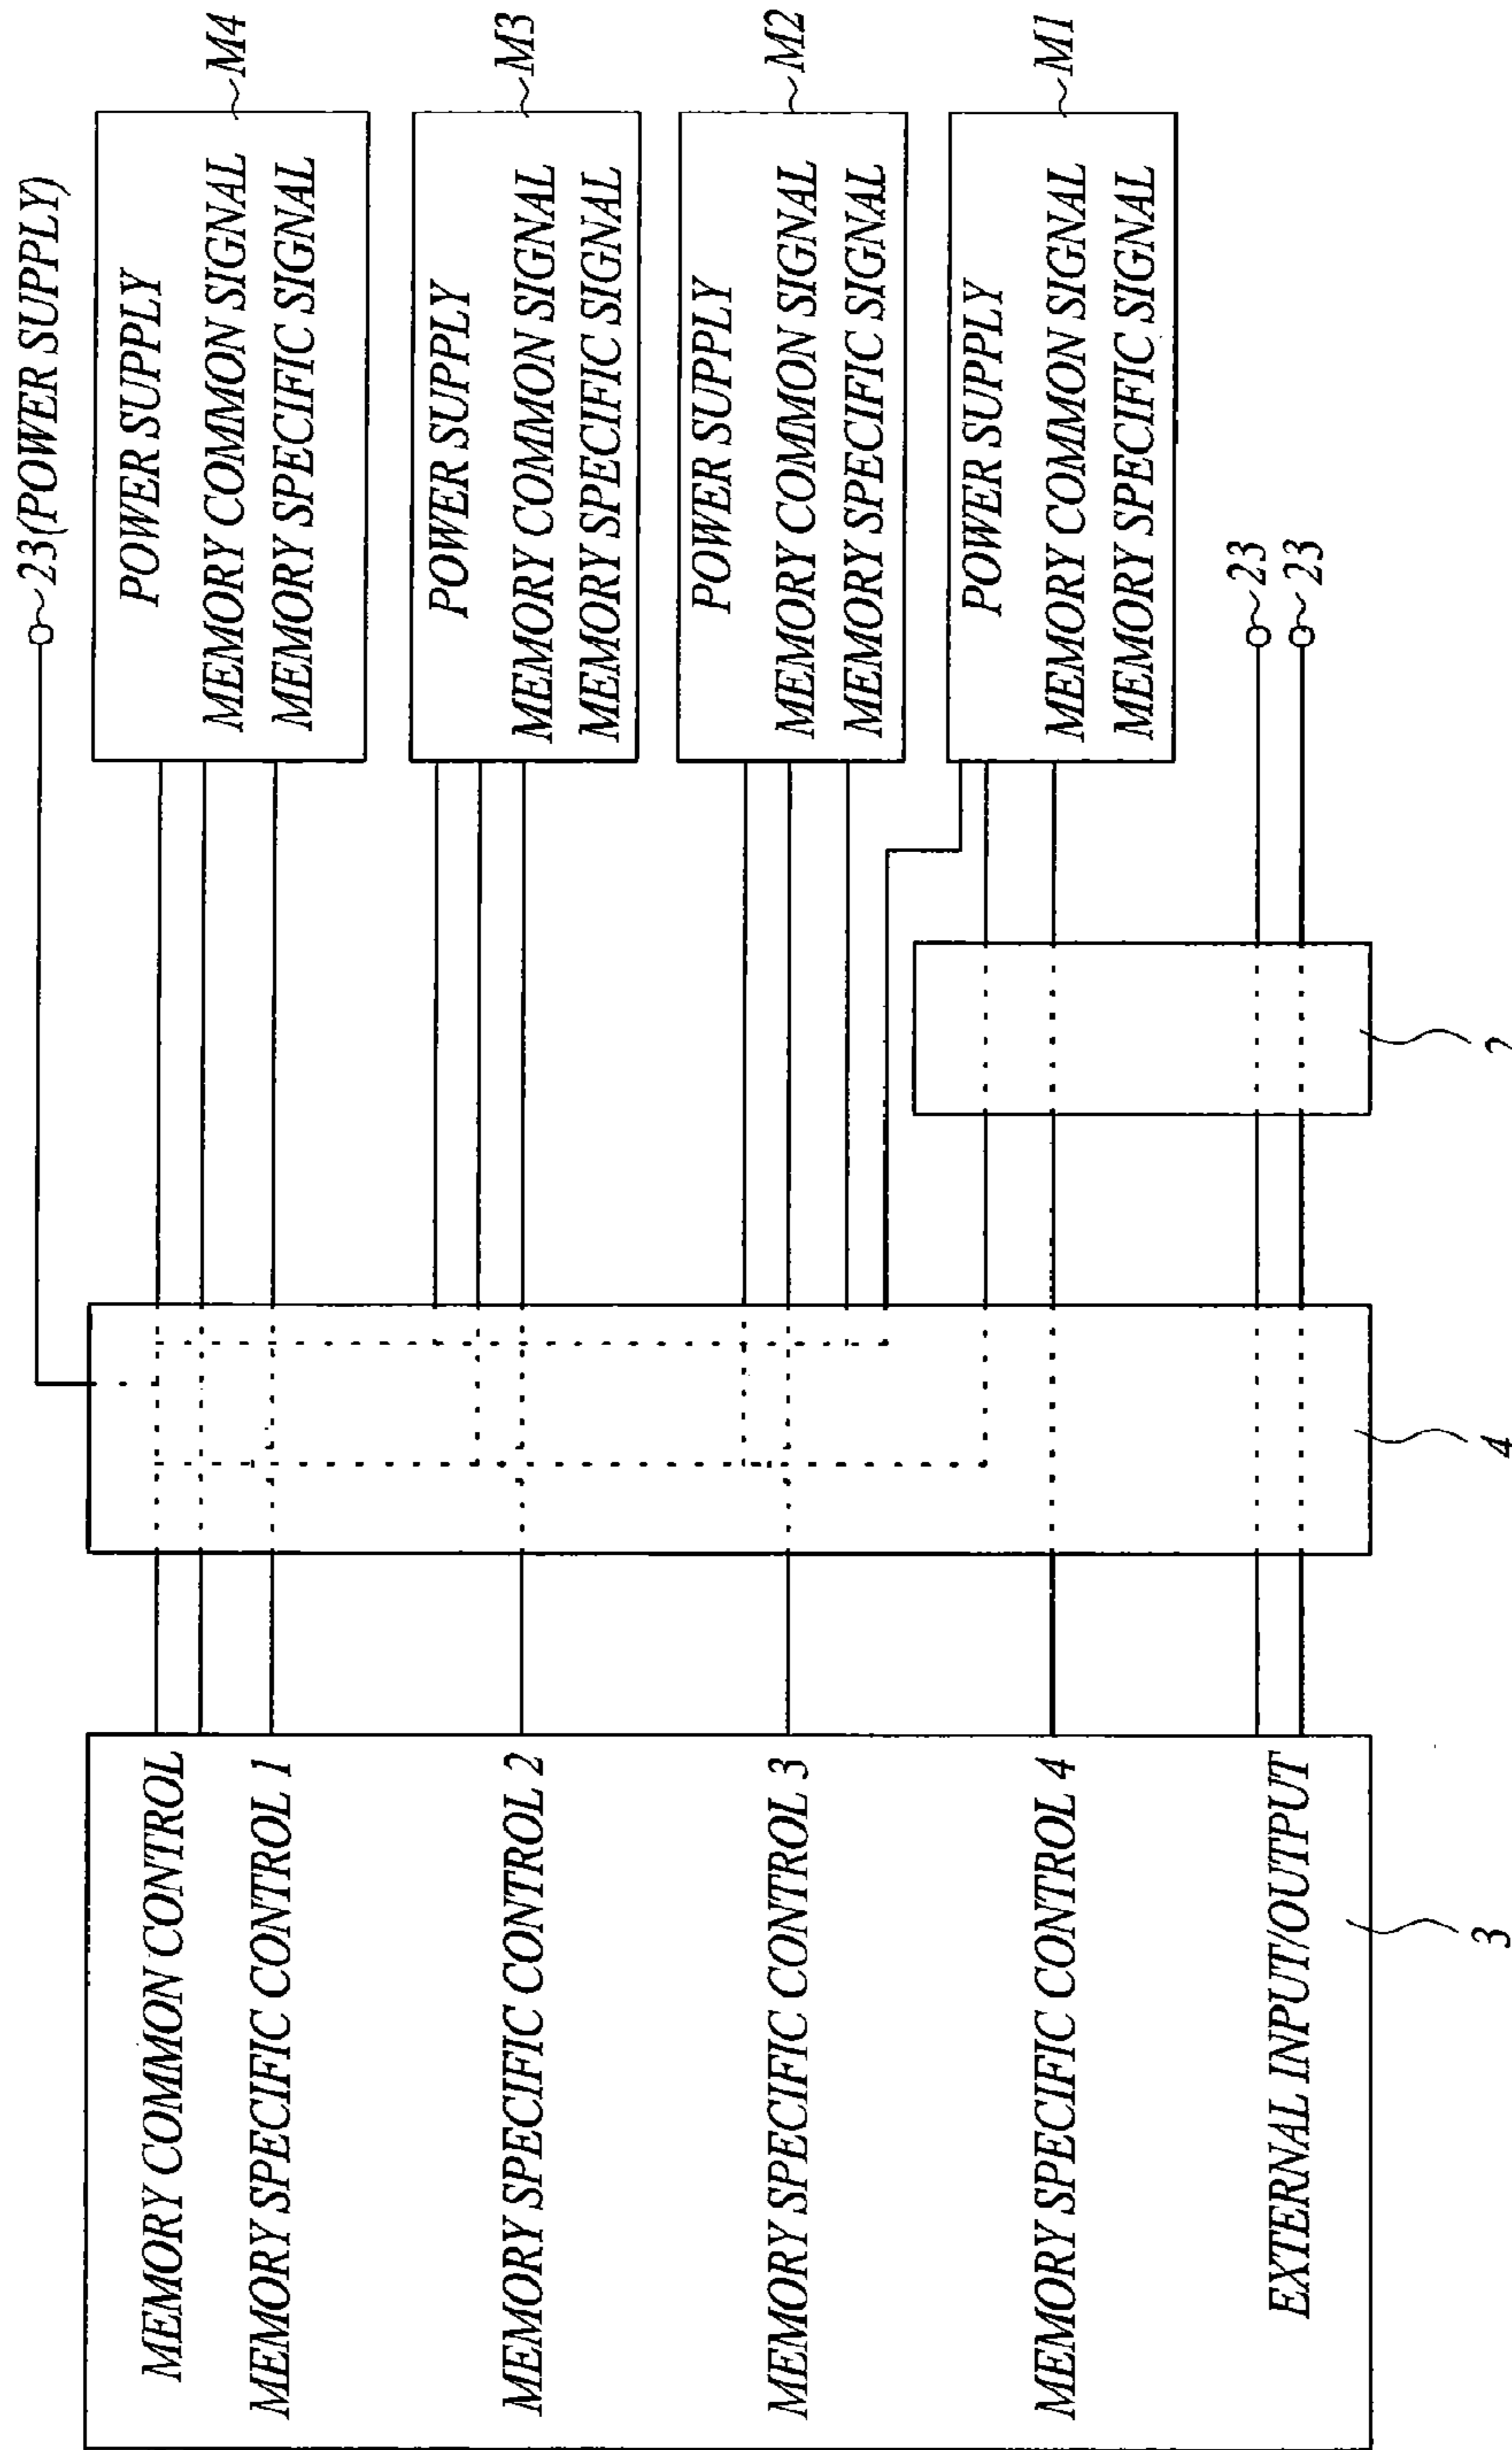 23(POWER SUPPLY)
MEMORY COMMON CONTROL
MEMORY SPECIFIC CONTROL 1
MEMORY SPECIFIC CONTROL 2
MEMORY SPECIFIC CONTROL 3
MEMORY SPECIFIC CONTROL 4
EXTERNAL INPUT/OUTPUT
3
4
2
POWER SUPPLY
MEMORY COMMON SIGNAL
MEMORY SPECIFIC SIGNAL
M4
POWER SUPPLY
MEMORY COMMON SIGNAL
MEMORY SPECIFIC SIGNAL
M3
POWER SUPPLY
MEMORY COMMON SIGNAL
MEMORY SPECIFIC SIGNAL
M2
POWER SUPPLY
MEMORY COMMON SIGNAL
MEMORY SPECIFIC SIGNAL
M1
23
23